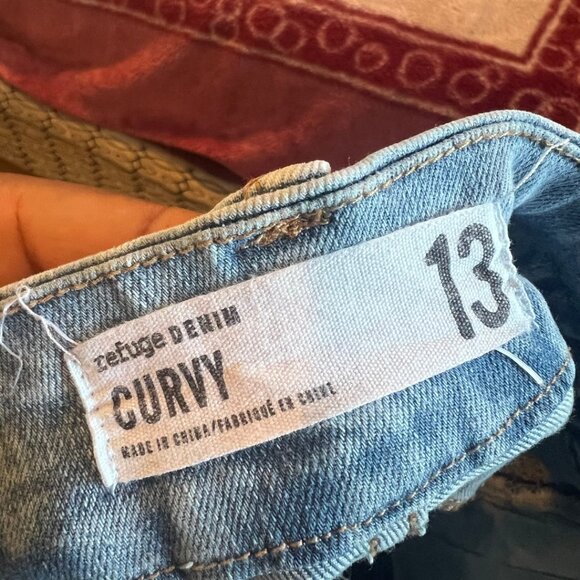 refuge DENIM
CURVY
MADE IN CHINA/FABRIQUÉ EN CHINE
13